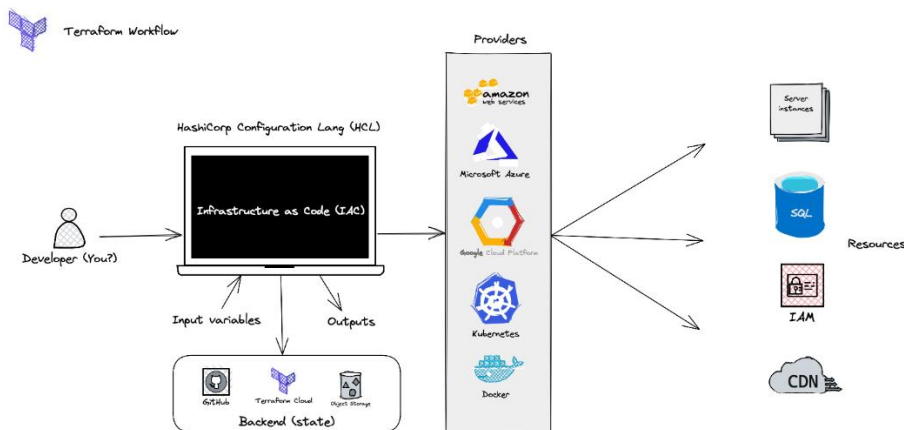 Terraform Workflow
Providers
HashiCorp Configuration Lang (HCL)
Infrastructure as Code (IAC)
Developer (You?)
Input variables
Outputs
GitHub
Terraform Cloud
Object Storage
Backend (state)
amazon
web services
Microsoft Azure
Google Cloud Platform
Kubernetes
Docker
Server
instances
SQL
Resources
IAM
CDN